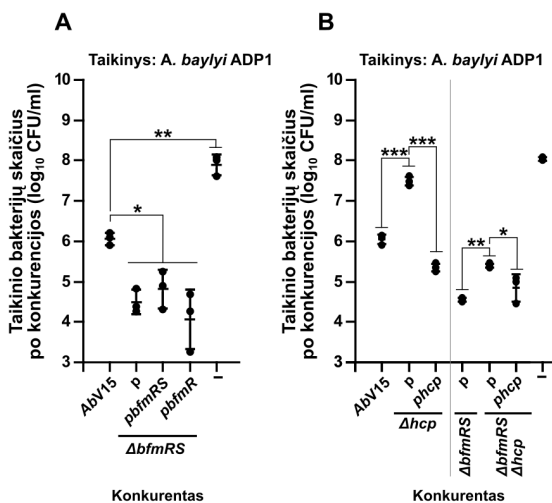 A
Taikinys: A. baylyi ADP1
Taikinio bakterijų skaičius
po konkurencijos (log10 CFU/ml)
10
9
8
7
6
5
4
3
**
*
AbV15
p
pbfmRS
pbfmR
–
ΔbfmRS
Konkurentas
B
Taikinys: A. baylyi ADP1
Taikinio bakterijų skaičius
po konkurencijos (log10 CFU/ml)
10
9
8
7
6
5
4
3
*** ***
** *
AbV15
p
phcp
p
p
phcp
–
Δhcp
ΔbfmRS
ΔbfmRS
Δhcp
Konkurentas